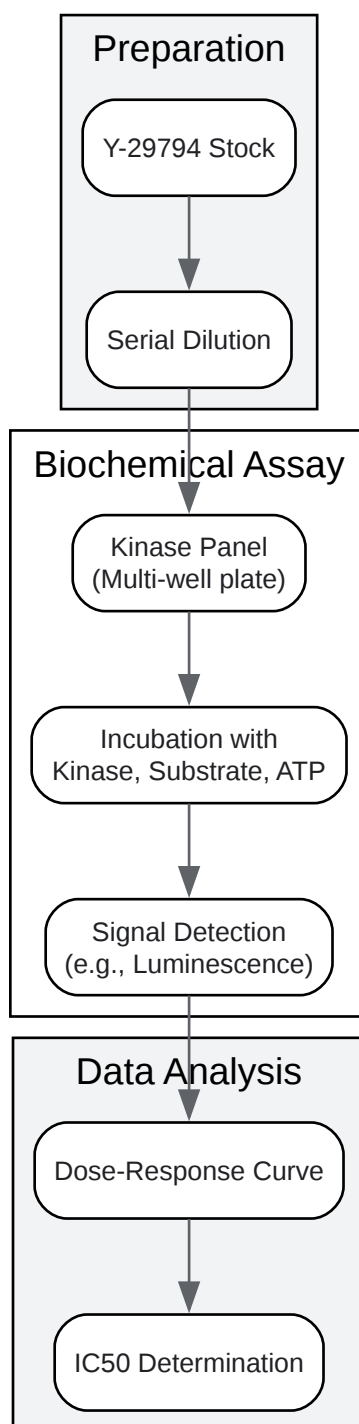 Preparation
Y-29794 Stock
Serial Dilution
Biochemical Assay
Kinase Panel
(Multi-well plate)
Incubation with
Kinase, Substrate, ATP
Signal Detection
(e.g., Luminescence)
Data Analysis
Dose-Response Curve
IC50 Determination